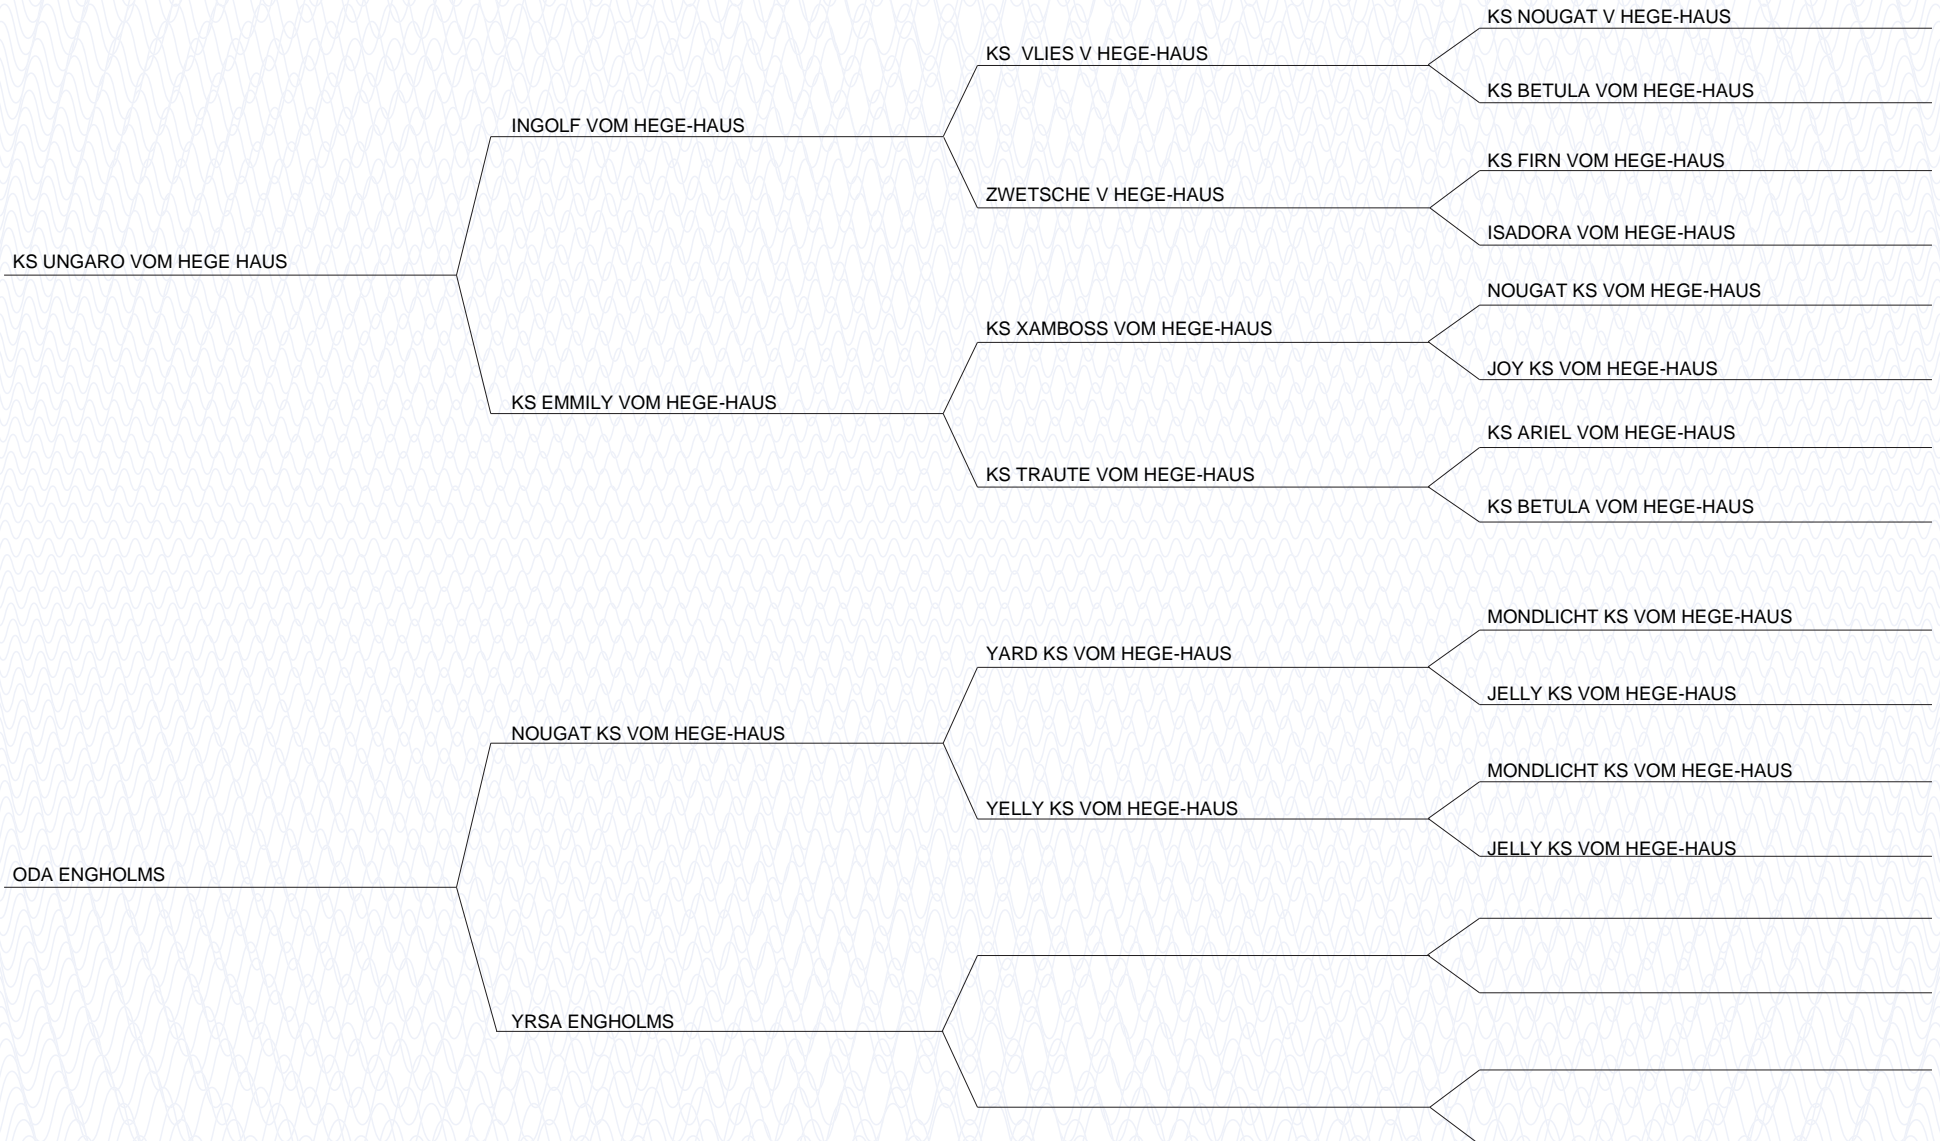 KS NOUGAT V HEGE-HAUS
KS VLIES V HEGE-HAUS
KS BETULA VOM HEGE-HAUS
INGOLF VOM HEGE-HAUS
KS FIRN VOM HEGE-HAUS
ZWETSCHE V HEGE-HAUS
ISADORA VOM HEGE-HAUS
KS UNGARO VOM HEGE HAUS
NOUGAT KS VOM HEGE-HAUS
KS XAMBOSS VOM HEGE-HAUS
JOY KS VOM HEGE-HAUS
KS EMMILY VOM HEGE-HAUS
KS ARIEL VOM HEGE-HAUS
KS TRAUTE VOM HEGE-HAUS
KS BETULA VOM HEGE-HAUS
MONDLICHT KS VOM HEGE-HAUS
YARD KS VOM HEGE-HAUS
JELLY KS VOM HEGE-HAUS
NOUGAT KS VOM HEGE-HAUS
MONDLICHT KS VOM HEGE-HAUS
YELLY KS VOM HEGE-HAUS
JELLY KS VOM HEGE-HAUS
ODA ENGHOLMS
YRSA ENGHOLMS